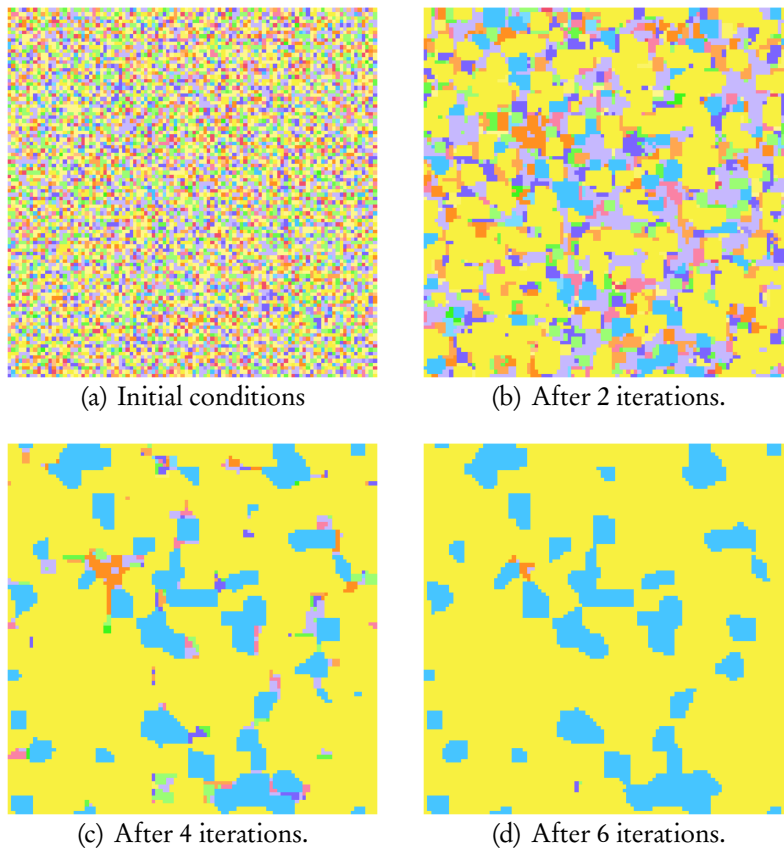 (a) Initial conditions
(b) After 2 iterations.
(c) After 4 iterations.
(d) After 6 iterations.